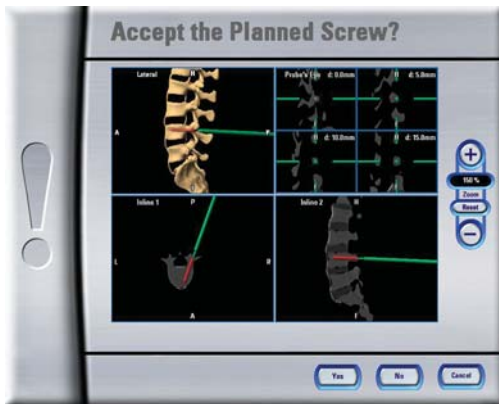 Accept the Planned Screw?
Lateral
H
A
Probe's Eye d: 0.0mm
H d: 5.0mm
d: 10.0mm
H d: 15.0mm
Inline 1
P
L
A
Inline 2
H
F
150 %
Zoom
Reset
Yes
No
Cancel